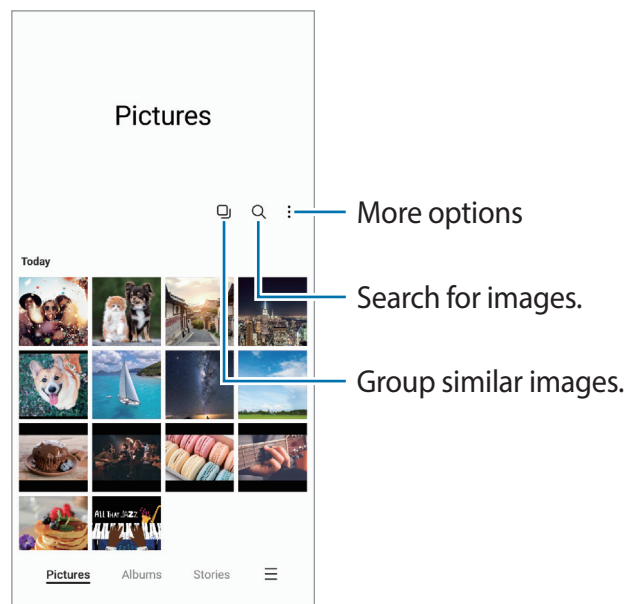 Pictures
More options
Today
Search for images.
Group similar images.
ALL THAT JAZZ
Pictures Albums Stories